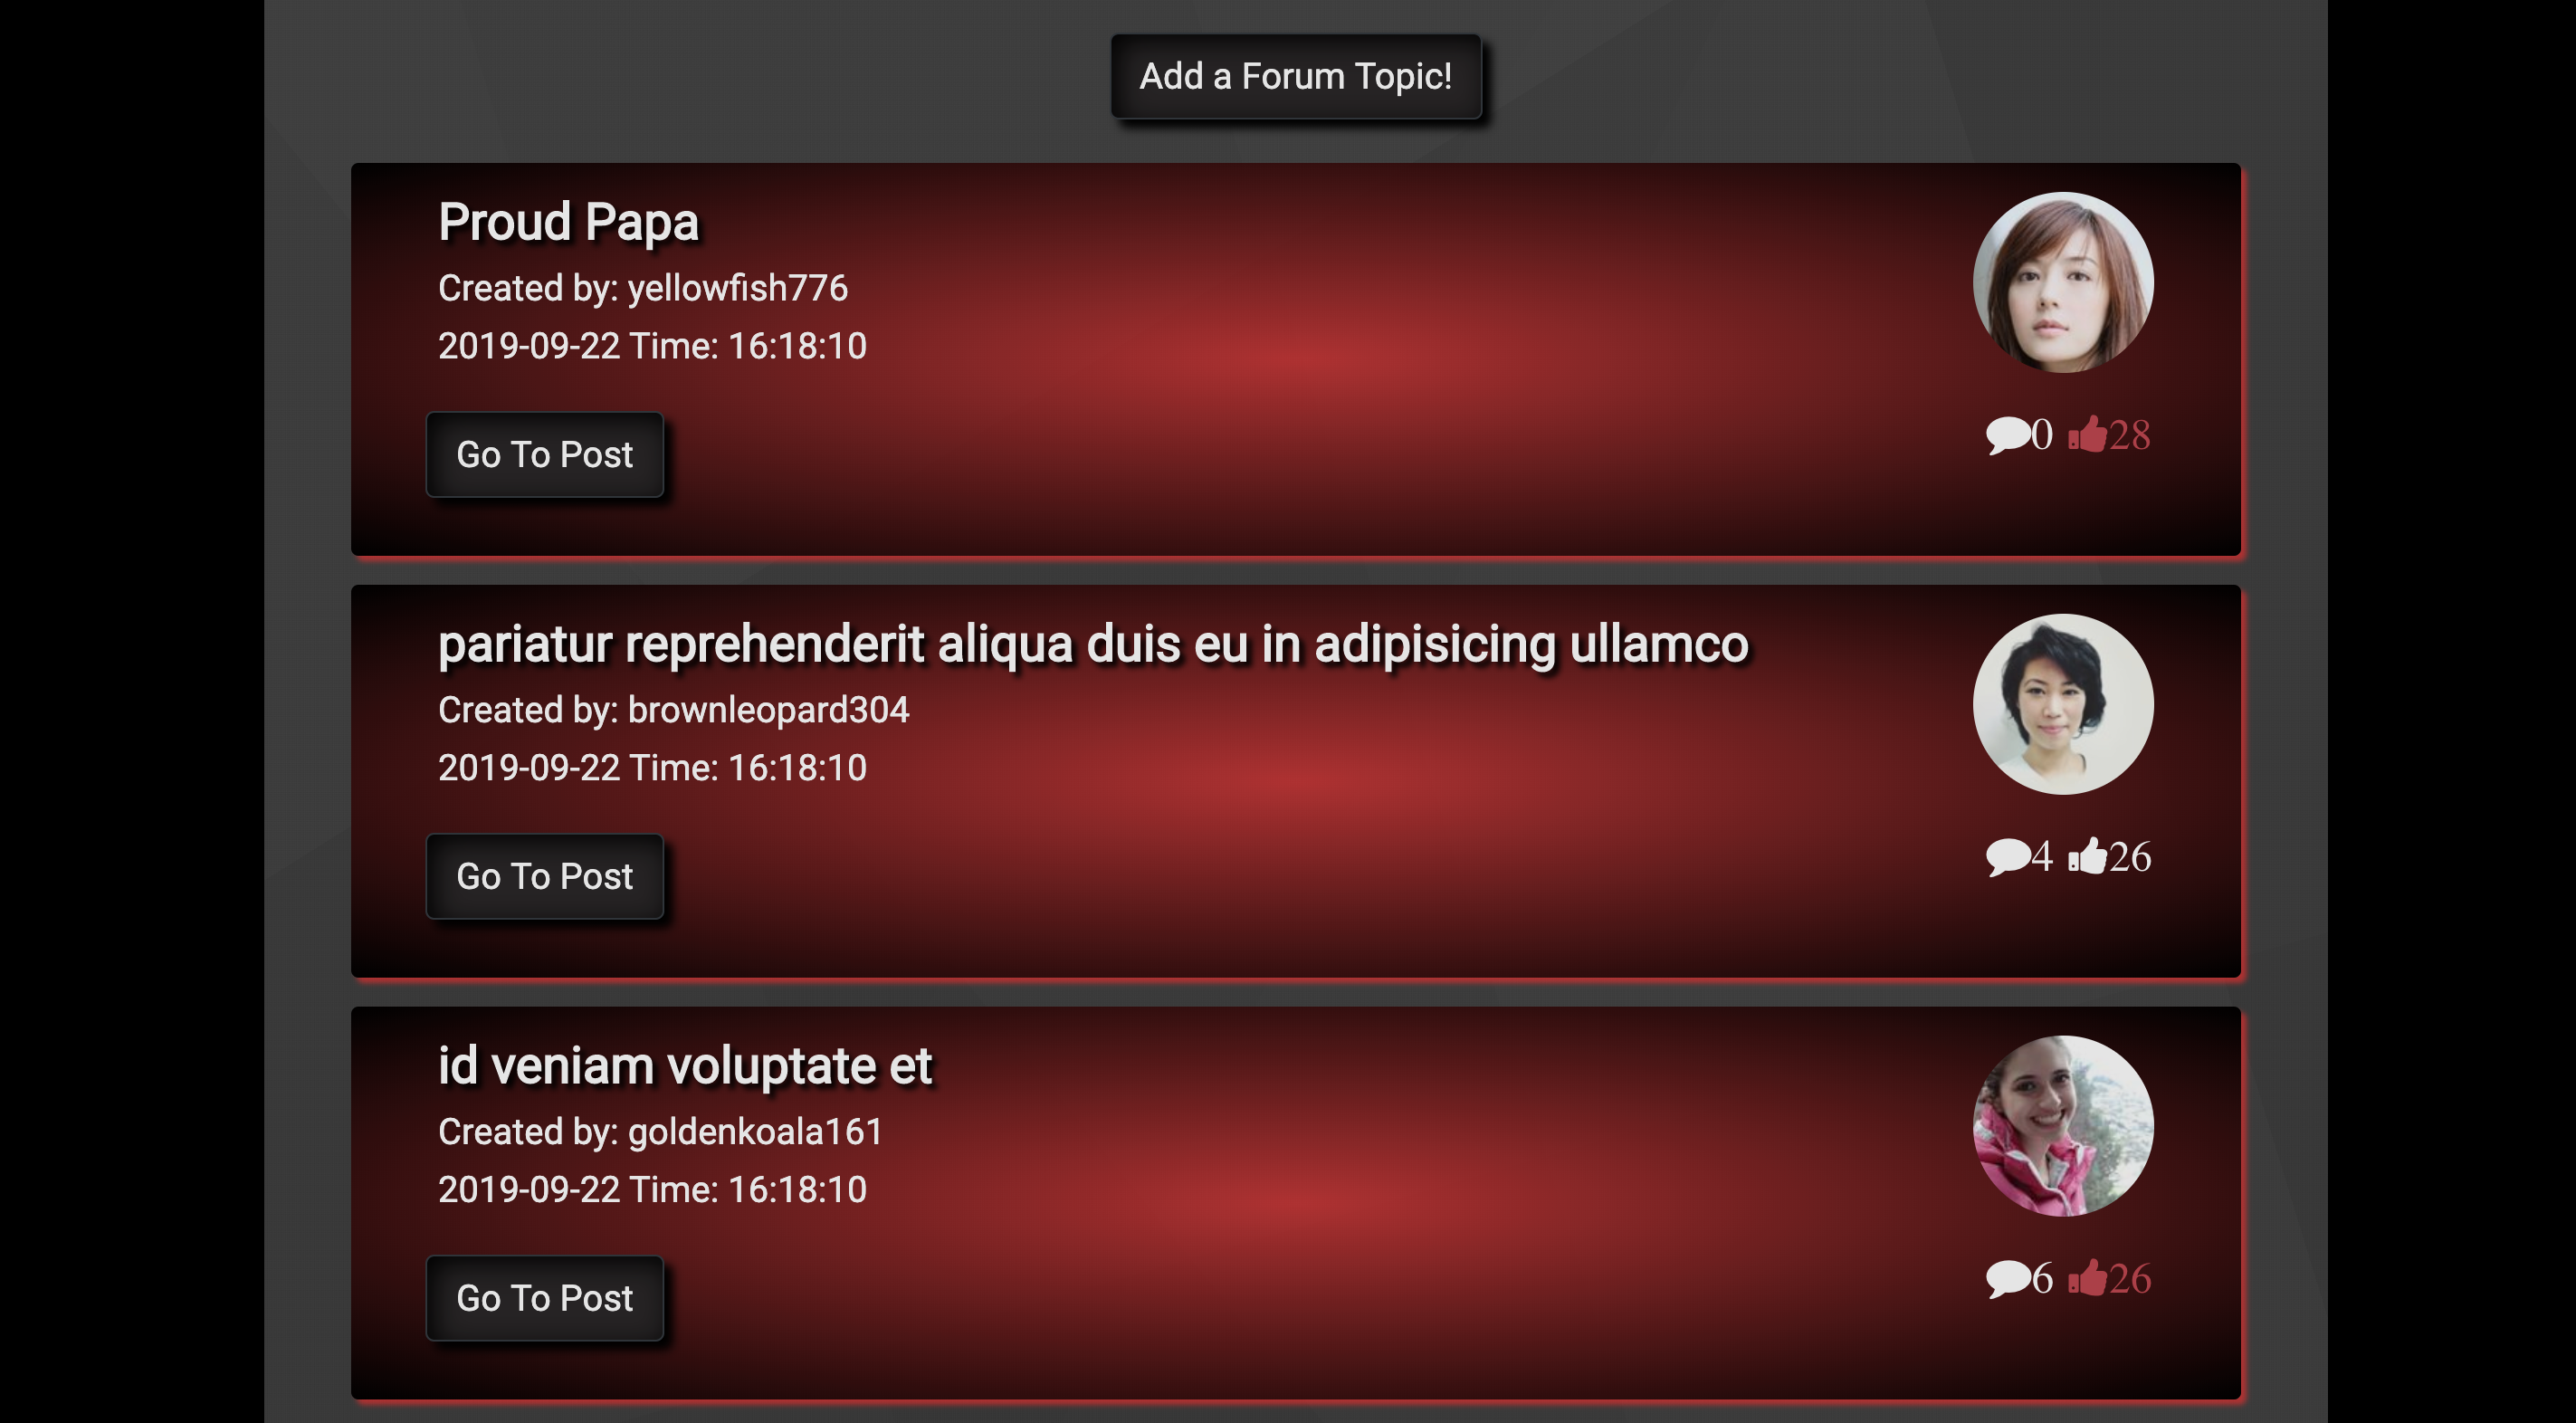 Add a Forum Topic!
Proud Papa
Created by: yellowfish776
2019-09-22 Time: 16:18:10
0 28
Go To Post
pariatur reprehenderit aliqua duis eu in adipisicing ullamco
Created by: brownleopard304
2019-09-22 Time: 16:18:10
4 26
Go To Post
id veniam voluptate et
Created by: goldenkoala161
2019-09-22 Time: 16:18:10
6 26
Go To Post